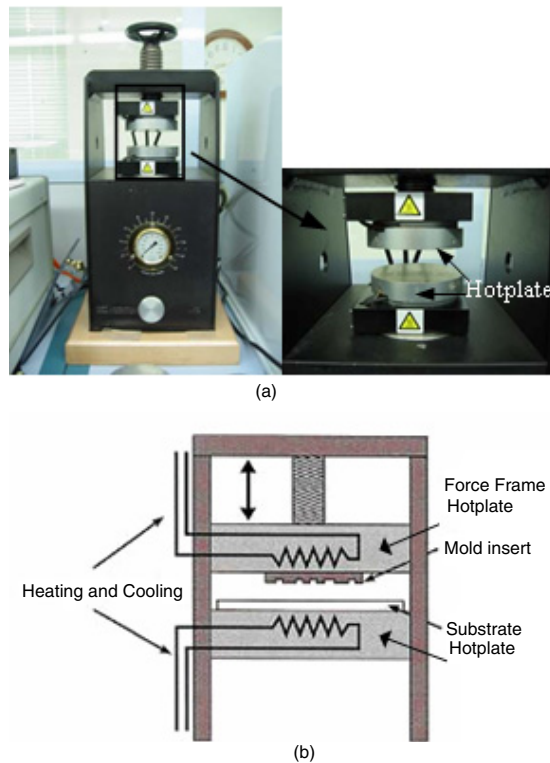 Hotplate
(a)
Force Frame
Hotplate
Mold insert
Heating and Cooling
Substrate
Hotplate
(b)